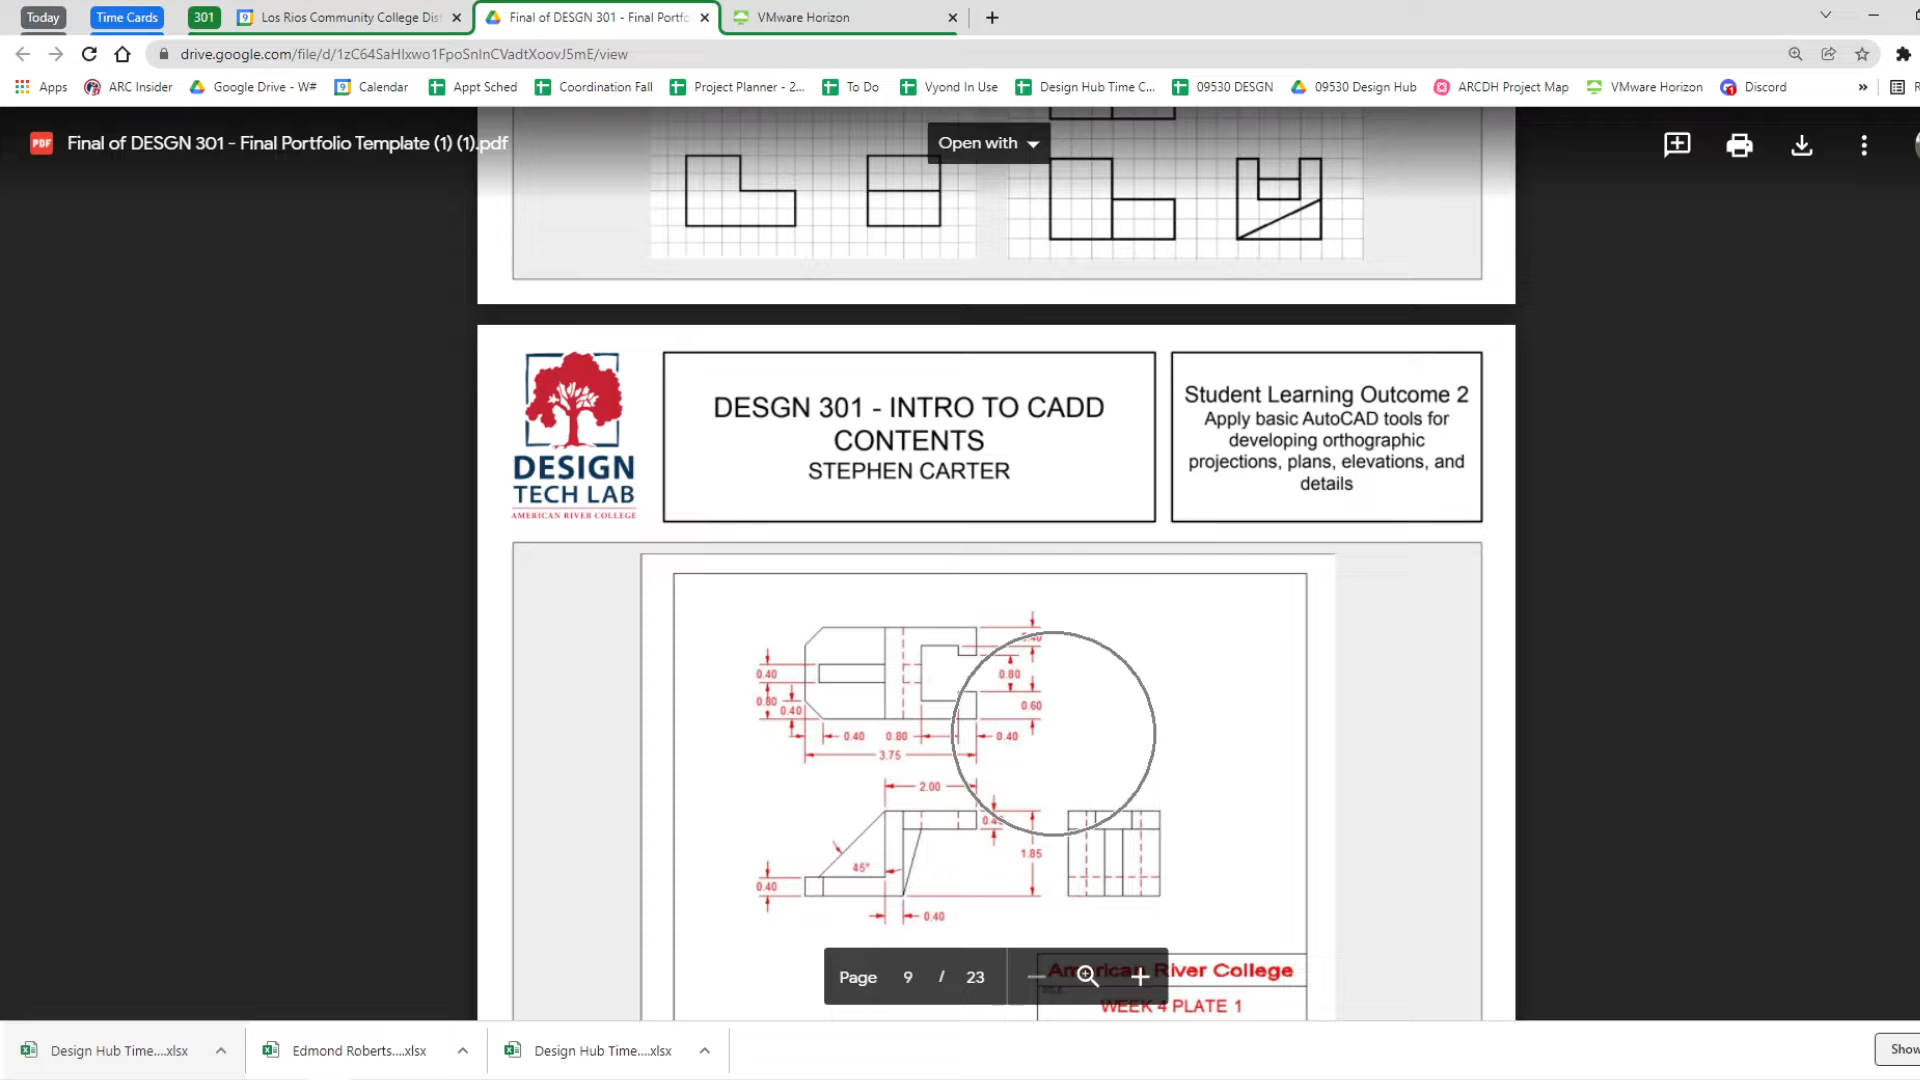 Today
Time Cards
301
Los Rios Community College Dist
Final of DESGN 301 - Final Portfo
VMware Horizon
drive.google.com/file/d/1zC64SaHIxwo1FpoSnInCVadtXoovJ5mE/view
Apps
ARC Insider
Google Drive - W#
Calendar
Appt Sched
Coordination Fall
Project Planner - 2...
To Do
Vyond In Use
Design Hub Time C...
09530 DESGN
09530 Design Hub
ARCDH Project Map
VMware Horizon
Discord
»
PDF
Final of DESGN 301 - Final Portfolio Template (1) (1).pdf
Open with
DESIGN
TECH LAB
AMERICAN RIVER COLLEGE
DESGN 301 - INTRO TO CADD
CONTENTS
STEPHEN CARTER
Student Learning Outcome 2
Apply basic AutoCAD tools for
developing orthographic
projections, plans, elevations, and
details
0.40
0.80
0.40
0.80
0.60
0.40
0.80
0.40
3.75
2.00
1.85
45°
0.40
0.40
American River College
WEEK 4 PLATE 1
Page 9 / 23
Design Hub Time....xlsx
Edmond Roberts....xlsx
Design Hub Time....xlsx
Show